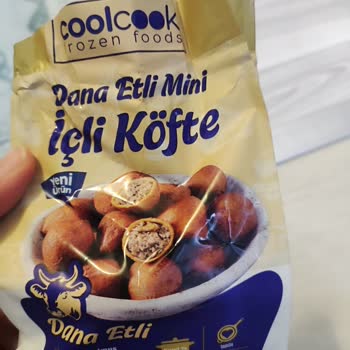 coolcook
rozen foods
Dana Etli Mini
İçli Köfte
yeni
ürün
Dana Etli